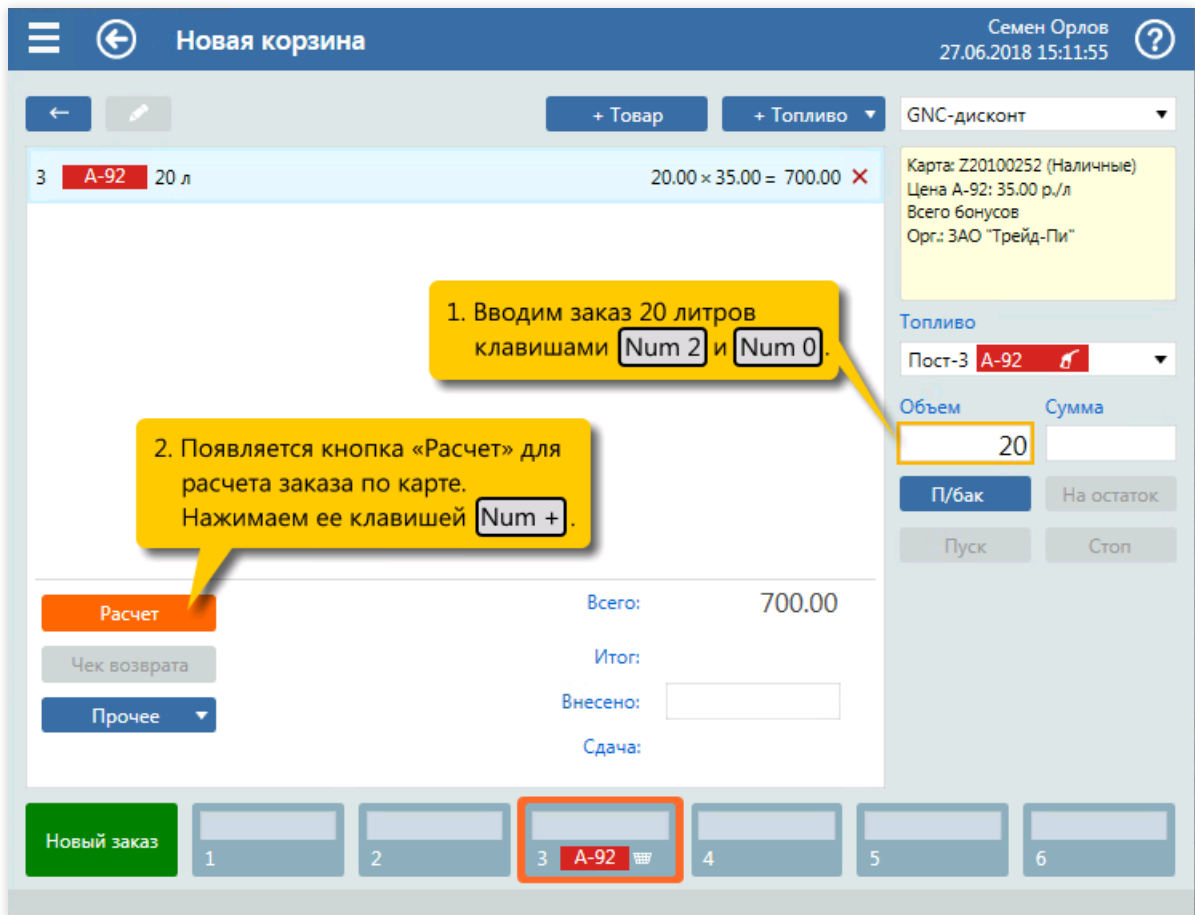 Новая корзина
Семен Орлов
27.06.2018 15:11:55
+ Товар
+ Топливо
GNC-дисконт
3 А-92 20 л 20.00 × 35.00 = 700.00
Карта: Z20100252 (Наличные)
Цена А-92: 35.00 р./л
Всего бонусов
Орг.: ЗАО "Трейд-Пи"
1. Вводим заказ 20 литров
клавишами Num 2 и Num 0.
Топливо
Пост-3 А-92
Объем Сумма
20
П/бак На остаток
Пуск Стоп
2. Появляется кнопка «Расчет» для
расчета заказа по карте.
Нажимаем ее клавишей Num +.
Расчет
Чек возврата
Прочее
Всего: 700.00
Итог:
Внесено:
Сдача:
Новый заказ
1
2
3 А-92
4
5
6